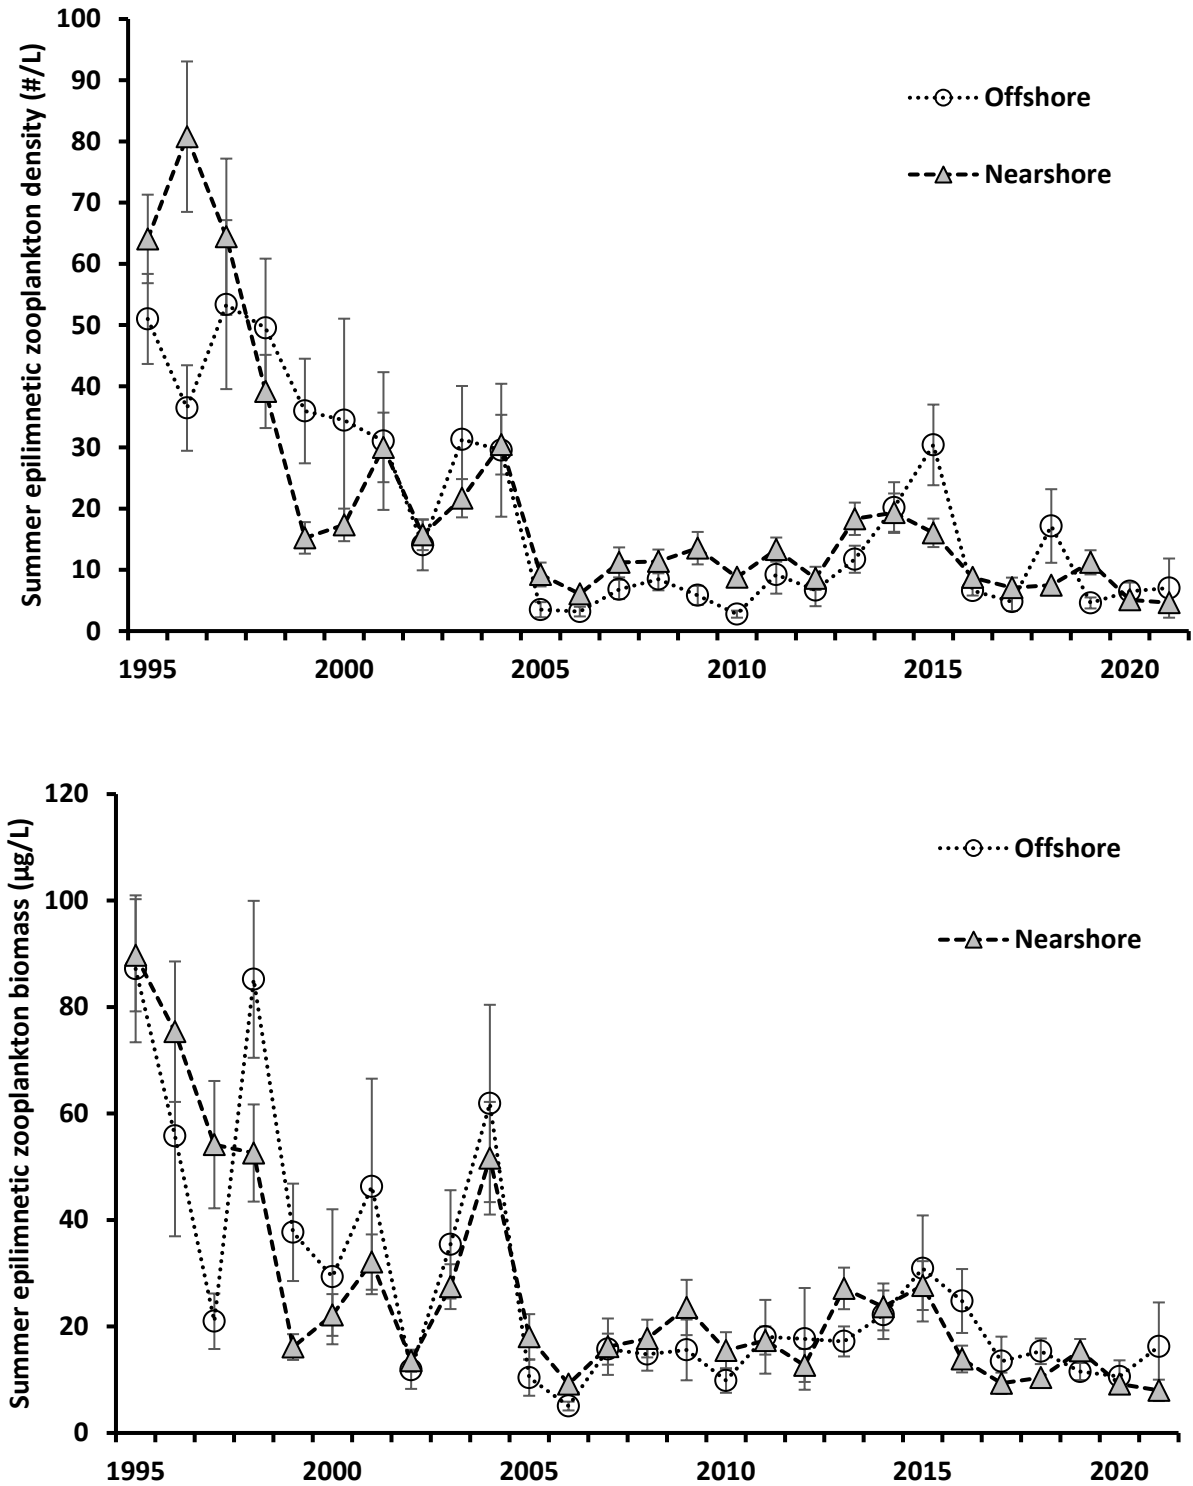 Summer epilimnetic zooplankton density (#/L)
100
90
80
70
60
50
40
30
20
10
0
Offshore
Nearshore
1995 2000 2005 2010 2015 2020
Summer epilimnetic zooplankton biomass (µg/L)
120
100
80
60
40
20
0
Offshore
Nearshore
1995 2000 2005 2010 2015 2020